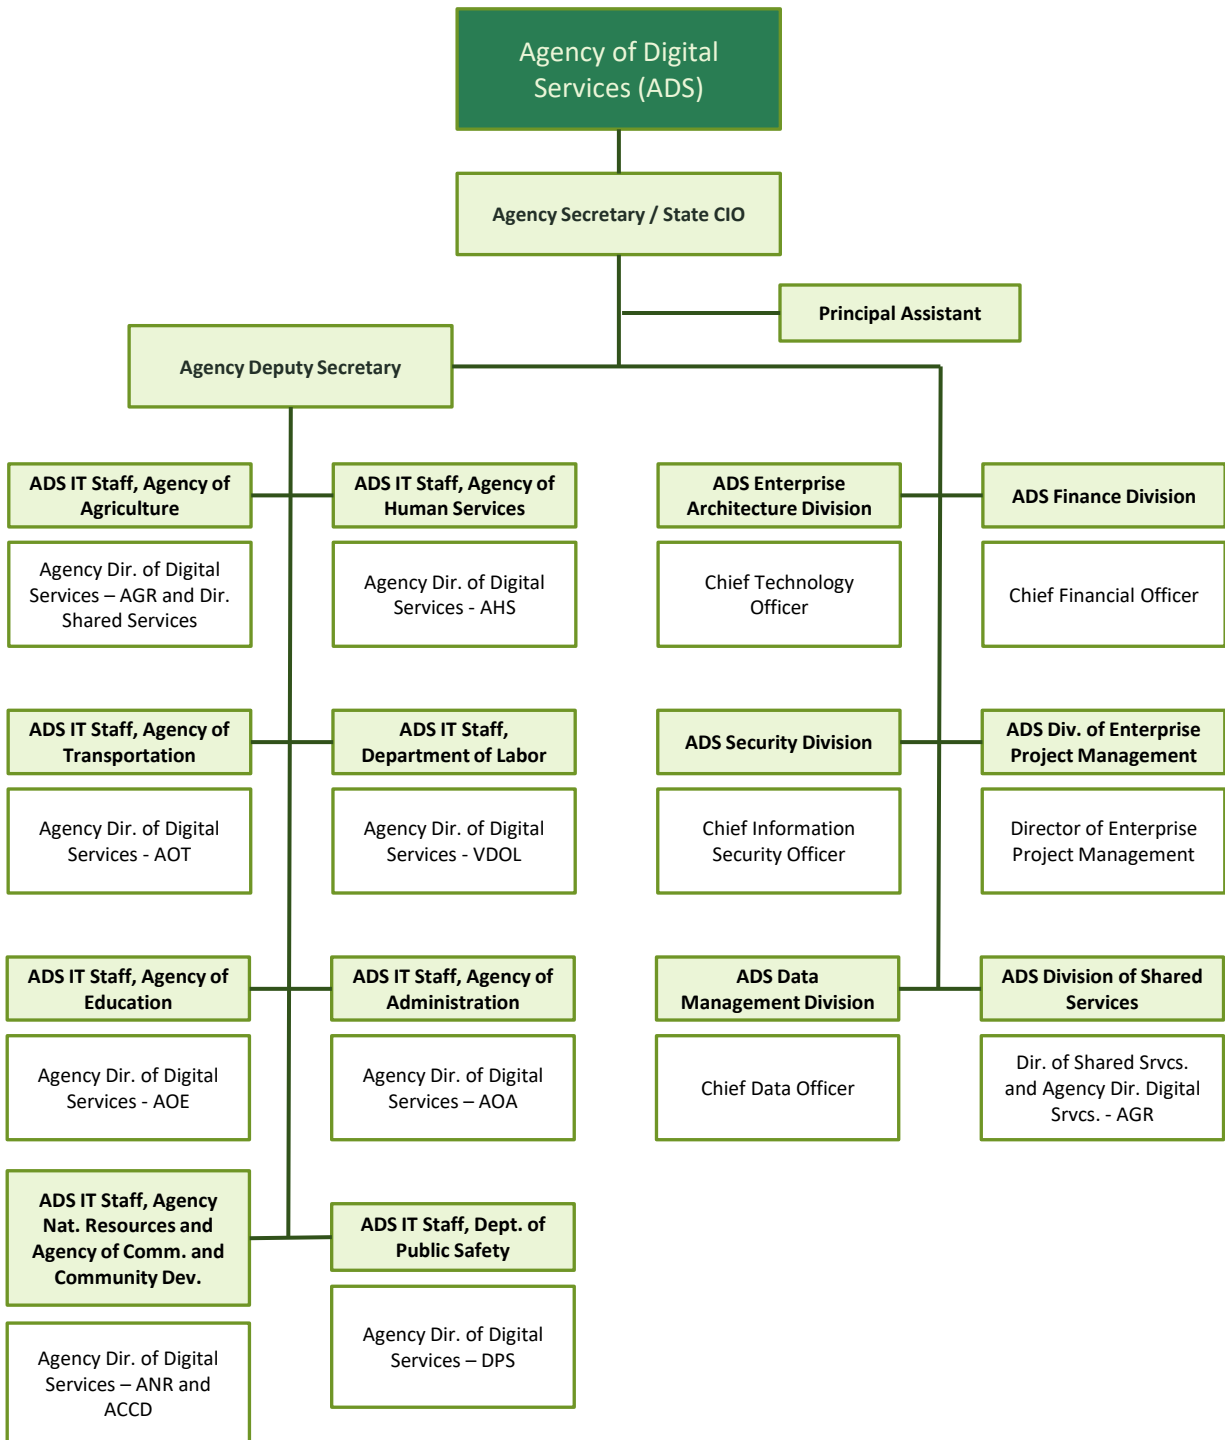 Agency of Digital
Services (ADS)
Agency Secretary / State CIO
Principal Assistant
Agency Deputy Secretary
ADS IT Staff, Agency of
Agriculture
Agency Dir. of Digital
Services – AGR and Dir.
Shared Services
ADS IT Staff, Agency of
Human Services
Agency Dir. of Digital
Services - AHS
ADS Enterprise
Architecture Division
Chief Technology
Officer
ADS Finance Division
Chief Financial Officer
ADS IT Staff, Agency of
Transportation
Agency Dir. of Digital
Services - AOT
ADS IT Staff,
Department of Labor
Agency Dir. of Digital
Services - VDOL
ADS Security Division
Chief Information
Security Officer
ADS Div. of Enterprise
Project Management
Director of Enterprise
Project Management
ADS IT Staff, Agency of
Education
Agency Dir. of Digital
Services - AOE
ADS IT Staff, Agency of
Administration
Agency Dir. of Digital
Services – AOA
ADS Data
Management Division
Chief Data Officer
ADS Division of Shared
Services
Dir. of Shared Srvcs.
and Agency Dir. Digital
Srvcs. - AGR
ADS IT Staff, Agency
Nat. Resources and
Agency of Comm. and
Community Dev.
Agency Dir. of Digital
Services – ANR and
ACCD
ADS IT Staff, Dept. of
Public Safety
Agency Dir. of Digital
Services – DPS